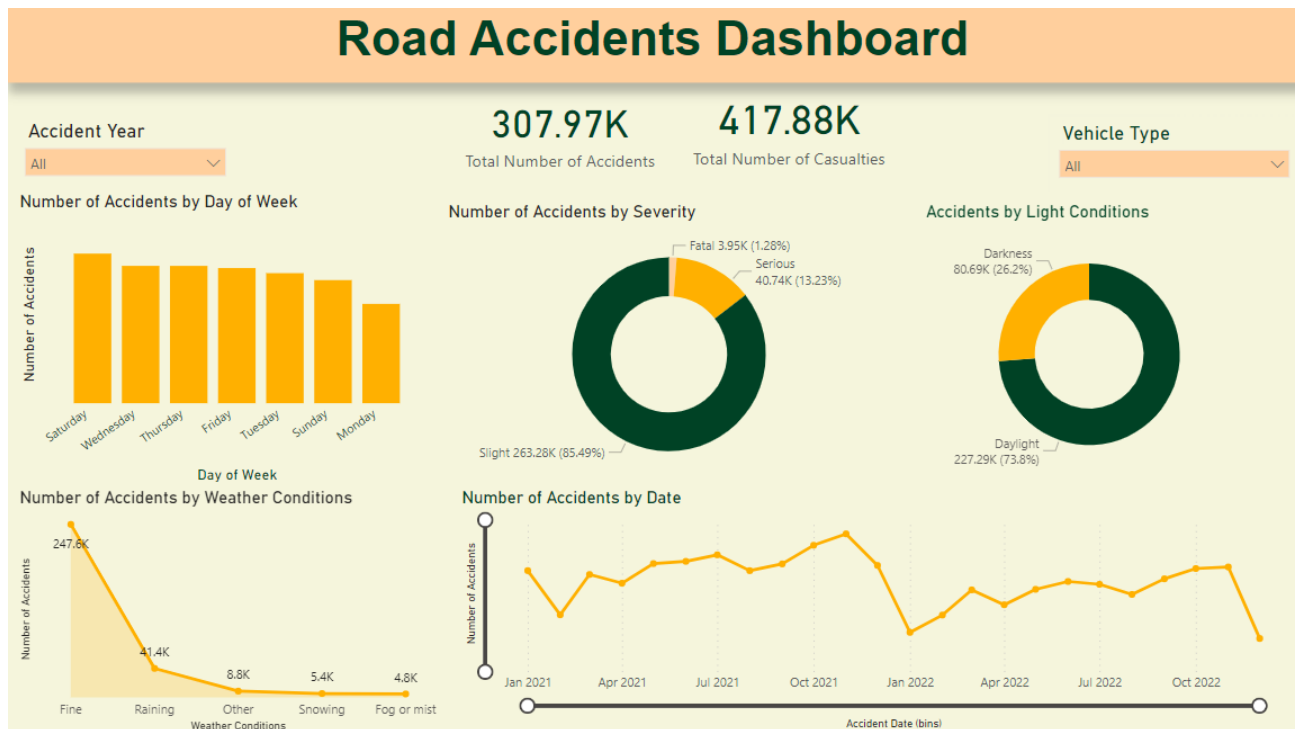 Road Accidents Dashboard
Accident Year
All
307.97K
Total Number of Accidents
417.88K
Total Number of Casualties
Vehicle Type
All
Number of Accidents by Day of Week
Number of Accidents
Saturday
Wednesday
Thursday
Friday
Tuesday
Sunday
Monday
Day of Week
Number of Accidents by Severity
Fatal 3.95K (1.28%)
Serious
40.74K (13.23%)
Slight 263.28K (85.49%)
Accidents by Light Conditions
Darkness
80.69K (26.2%)
Daylight
227.29K (73.8%)
Number of Accidents by Weather Conditions
Number of Accidents
247.6K
41.4K
8.8K
5.4K
4.8K
Fine
Raining
Other
Snowing
Fog or mist
Weather Conditions
Number of Accidents by Date
Number of Accidents
Jan 2021
Apr 2021
Jul 2021
Oct 2021
Jan 2022
Apr 2022
Jul 2022
Oct 2022
Accident Date (bins)